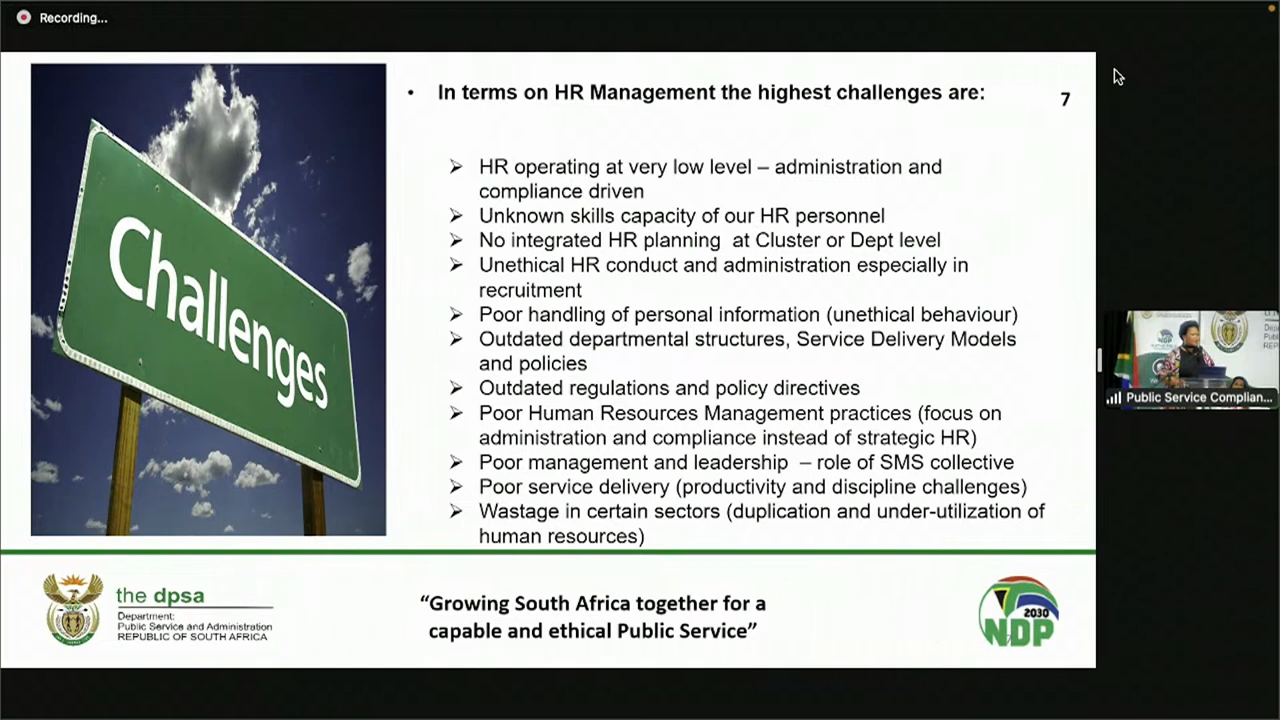 Recording...
Challenges
• In terms on HR Management the highest challenges are:
7
➢ HR operating at very low level – administration and
compliance driven
➢ Unknown skills capacity of our HR personnel
➢ No integrated HR planning at Cluster or Dept level
➢ Unethical HR conduct and administration especially in
recruitment
➢ Poor handling of personal information (unethical behaviour)
➢ Outdated departmental structures, Service Delivery Models
and policies
➢ Outdated regulations and policy directives
➢ Poor Human Resources Management practices (focus on
administration and compliance instead of strategic HR)
➢ Poor management and leadership – role of SMS collective
➢ Poor service delivery (productivity and discipline challenges)
➢ Wastage in certain sectors (duplication and under-utilization of
human resources)
Public Service Complian...
the dpsa
Department:
Public Service and Administration
REPUBLIC OF SOUTH AFRICA
“Growing South Africa together for a
capable and ethical Public Service”
2030
NDP